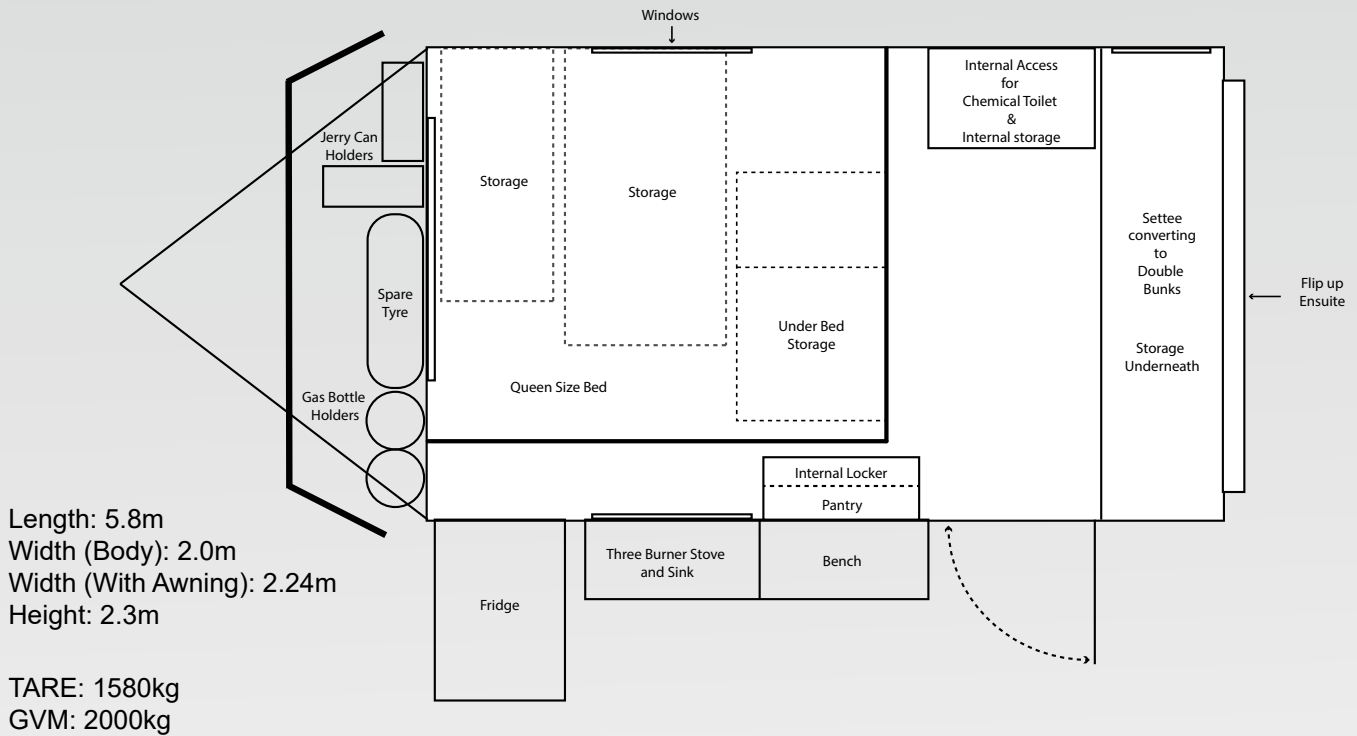 Windows
Internal Access
for
Chemical Toilet
&
Internal storage
Jerry Can
Holders
Storage
Storage
Settee
converting
to
Double
Bunks
Storage
Underneath
Flip up
Ensuite
Spare
Tyre
Under Bed
Storage
Queen Size Bed
Gas Bottle
Holders
Internal Locker
Pantry
Three Burner Stove
and Sink
Bench
Fridge
Length: 5.8m
Width (Body): 2.0m
Width (With Awning): 2.24m
Height: 2.3m
TARE: 1580kg
GVM: 2000kg